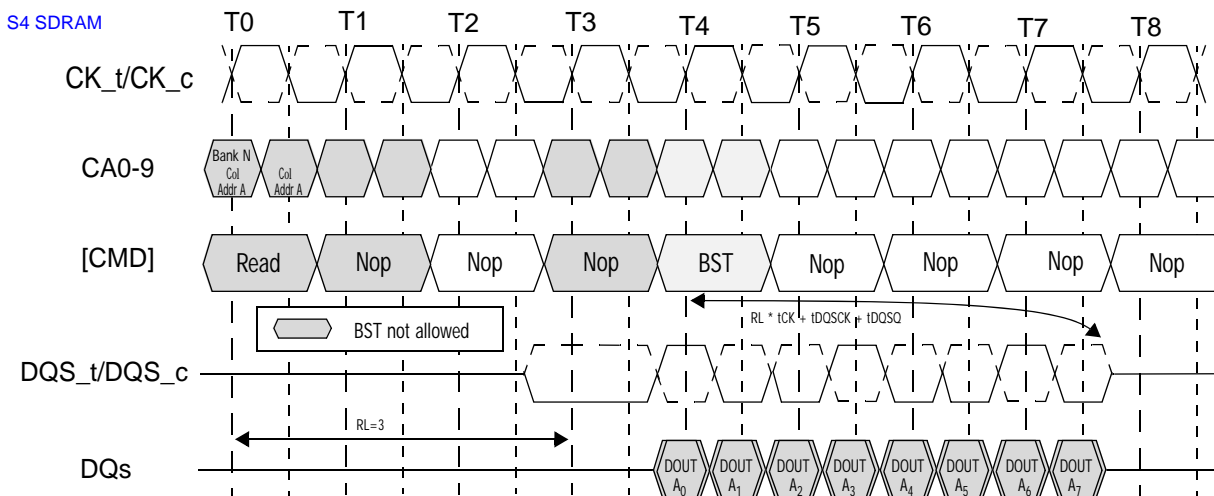 S4 SDRAM
T0 T1 T2 T3 T4 T5 T6 T7 T8
CK_t/CK_c
CA0-9
Bank N
Col
Addr A
Col
Addr A
[CMD]
Read Nop Nop Nop BST Nop Nop Nop Nop
BST not allowed
RL * tCK + tDQSCK + tDQSQ
DQS_t/DQS_c
RL=3
DQs
DOUT A0 DOUT A1 DOUT A2 DOUT A3 DOUT A4 DOUT A5 DOUT A6 DOUT A7